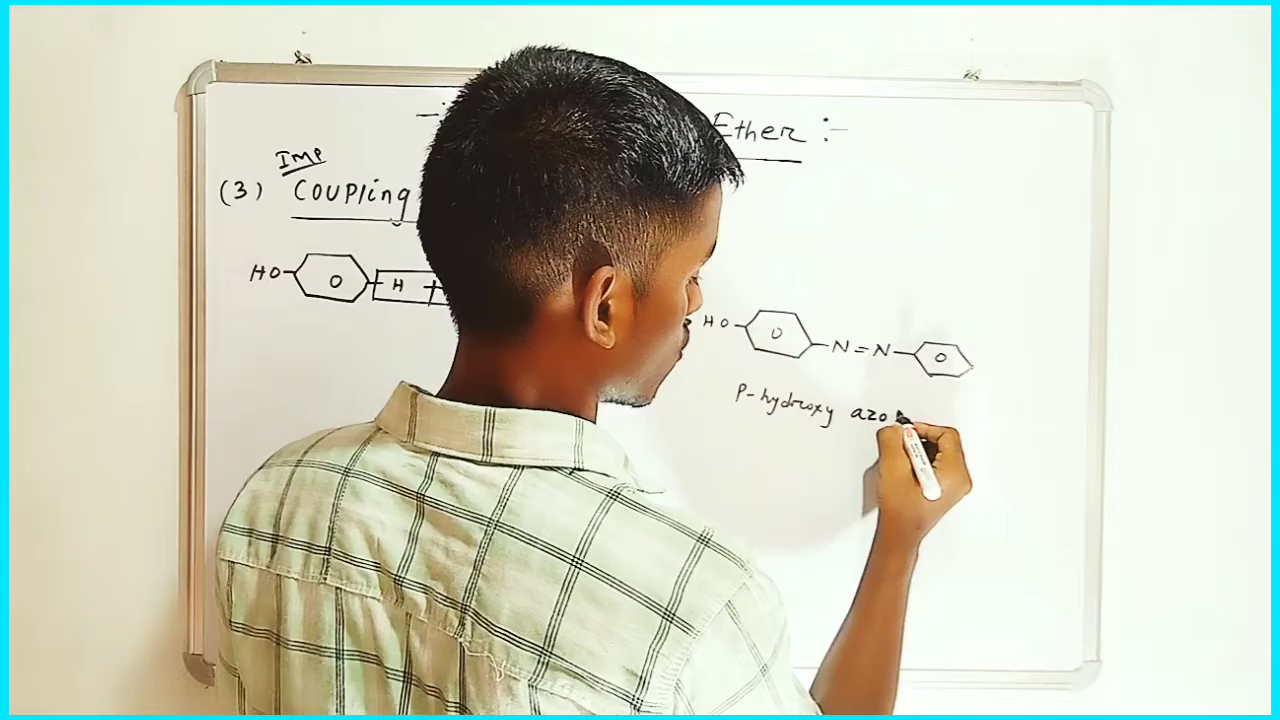 :- Ether :-
IMP
(3) Coupling
HO H
HO N=N
P-hydroxy azo